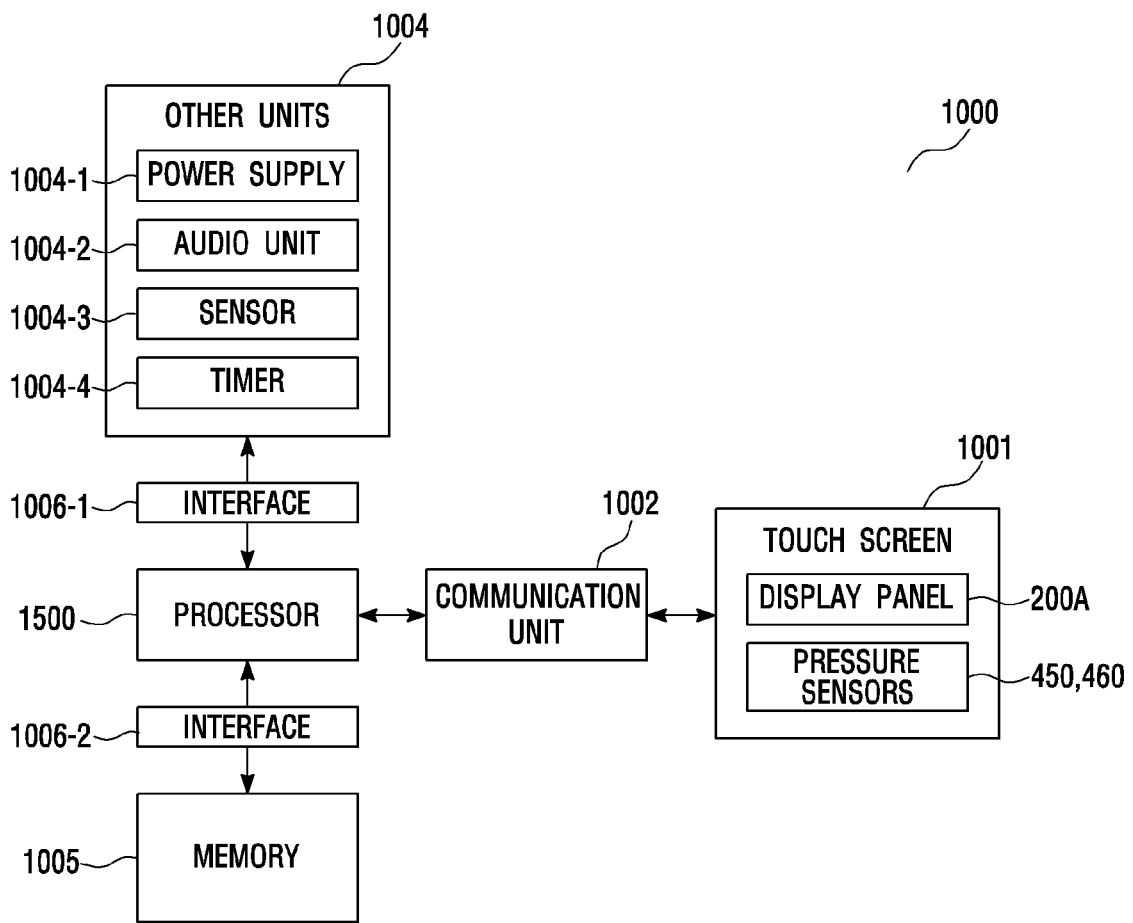 1004
OTHER UNITS
1000
1004-1
POWER SUPPLY
1004-2
AUDIO UNIT
1004-3
SENSOR
1004-4
TIMER
1006-1
INTERFACE
1002
1001
TOUCH SCREEN
1500
PROCESSOR
COMMUNICATION
UNIT
DISPLAY PANEL
200A
PRESSURE
SENSORS
450,460
1006-2
INTERFACE
1005
MEMORY